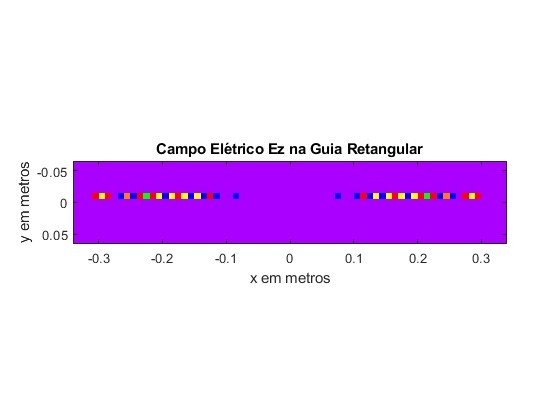 Campo Elétrico Ez na Guia Retangular
y em metros
-0.05
0
0.05
-0.3 -0.2 -0.1 0 0.1 0.2 0.3
x em metros